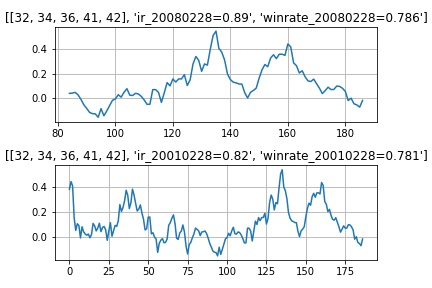 [[32, 34, 36, 41, 42], 'ir_20080228=0.89', 'winrate_20080228=0.786']
0.4
0.2
0.0
80 100 120 140 160 180
[[32, 34, 36, 41, 42], 'ir_20010228=0.82', 'winrate_20010228=0.781']
0.4
0.2
0.0
0 25 50 75 100 125 150 175